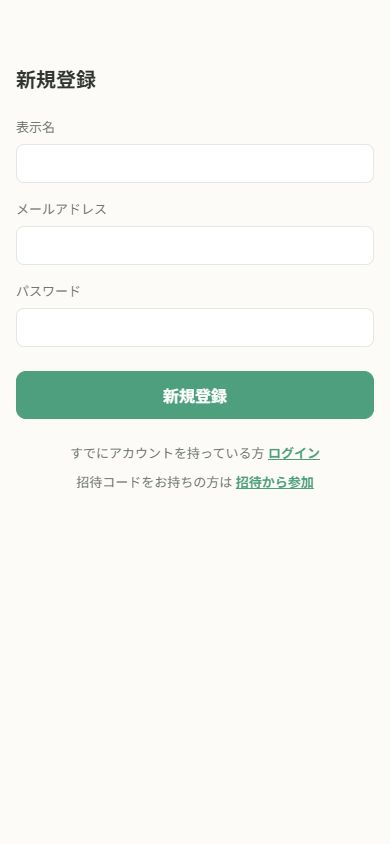 新規登録
表示名
メールアドレス
パスワード
新規登録
すでにアカウントを持っている方 ログイン
招待コードをお持ちの方は 招待から参加